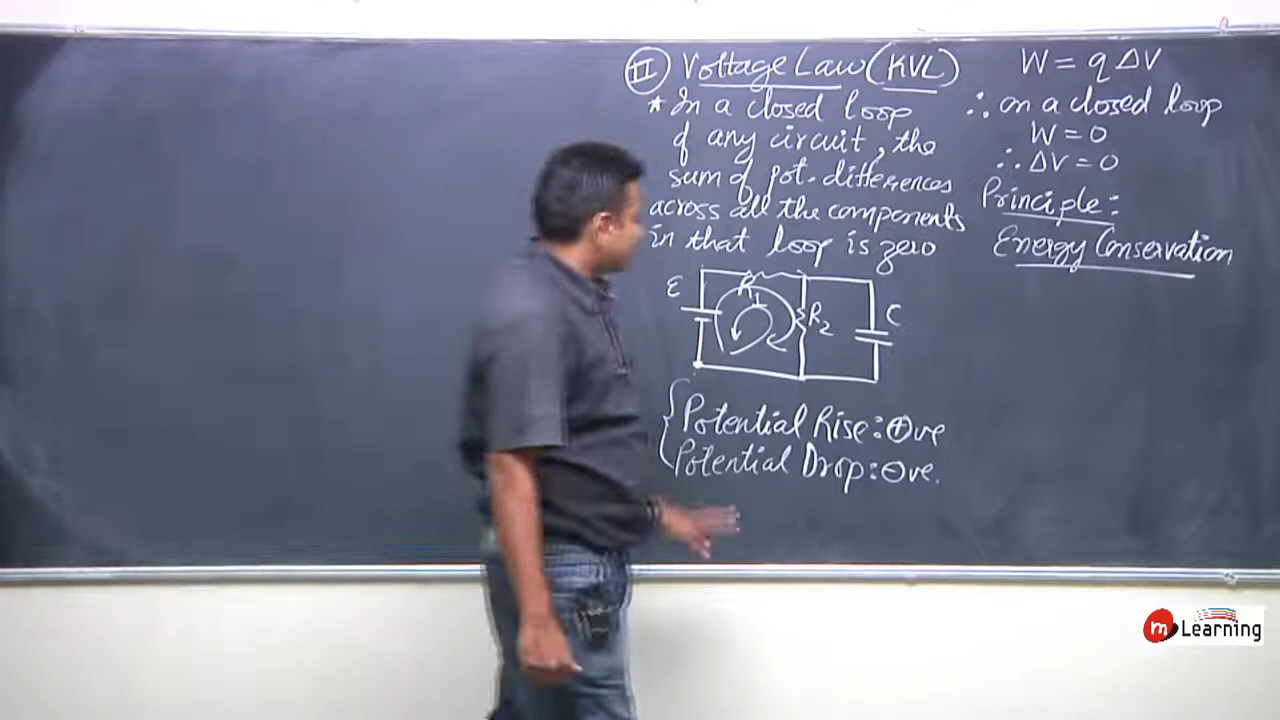 II Voltage Law (KVL)
* In a closed loop
of any circuit, the
sum of pot. differences
across all the components
in that loop is zero
ε
R1
R2
C
Potential Rise: +ve
Potential Drop: -ve.
W = qΔV
∴ on a closed loop
W = 0
∴ ΔV = 0
Principle:
Energy Conservation
m Learning